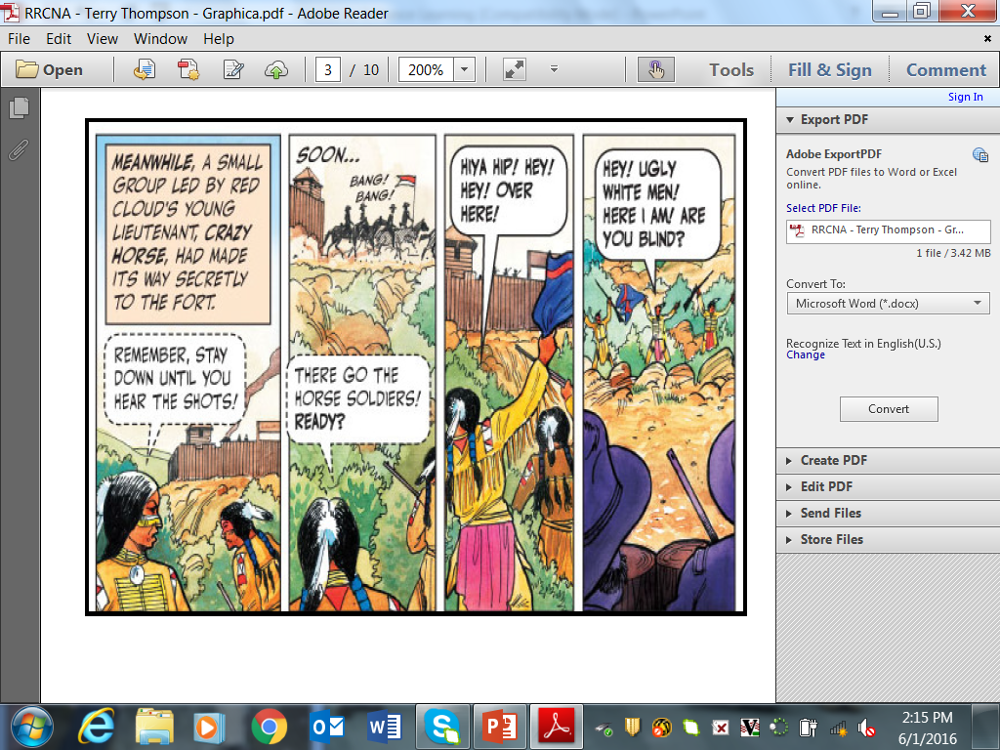 RRCNA - Terry Thompson - Graphica.pdf - Adobe Reader
File Edit View Window Help
Open 3 / 10 200% Tools Fill & Sign Comment
Sign In
Export PDF
Adobe ExportPDF
Convert PDF files to Word or Excel
online.
Select PDF File:
RRCNA - Terry Thompson - Gr...
1 file / 3.42 MB
Convert To:
Microsoft Word (*.docx)
Recognize Text in English(U.S.)
Change
Convert
Create PDF
Edit PDF
Send Files
Store Files
MEANWHILE, A SMALL
GROUP LED BY RED
CLOUD'S YOUNG
LIEUTENANT, CRAZY
HORSE, HAD MADE
ITS WAY SECRETLY
TO THE FORT.
REMEMBER, STAY
DOWN UNTIL YOU
HEAR THE SHOTS!
SOON...
BANG!
BANG!
THERE GO THE
HORSE SOLDIERS!
READY?
HIYA HIP! HEY!
HEY! OVER
HERE!
HEY! UGLY
WHITE MEN!
HERE I AM! ARE
YOU BLIND?
2:15 PM
6/1/2016